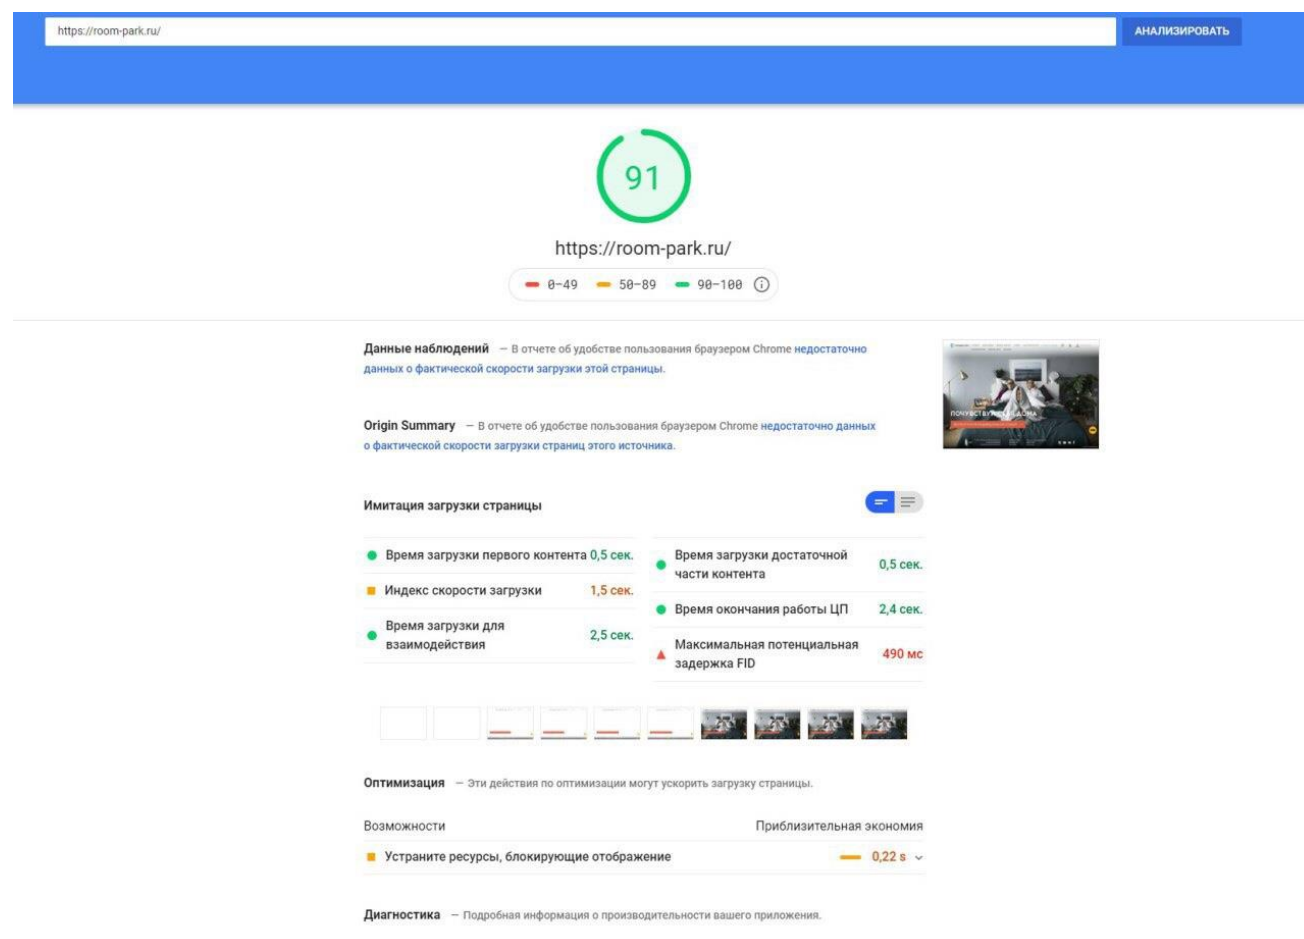 https://room-park.ru/
АНАЛИЗИРОВАТЬ
91
https://room-park.ru/
0–49 50–89 90–100
Данные наблюдений — В отчете об удобстве пользования браузером Chrome недостаточно
данных о фактической скорости загрузки этой страницы.
Origin Summary — В отчете об удобстве пользования браузером Chrome недостаточно данных
о фактической скорости загрузки страниц этого источника.
ПОЧУВСТВУЙ
ДОМА
Имитация загрузки страницы
Время загрузки первого контента 0,5 сек.
Индекс скорости загрузки 1,5 сек.
Время загрузки для
взаимодействия 2,5 сек.
Время загрузки достаточной
части контента 0,5 сек.
Время окончания работы ЦП 2,4 сек.
Максимальная потенциальная
задержка FID 490 мс
Оптимизация — Эти действия по оптимизации могут ускорить загрузку страницы.
Возможности Приблизительная экономия
Устраните ресурсы, блокирующие отображение 0,22 s
Диагностика — Подробная информация о производительности вашего приложения.